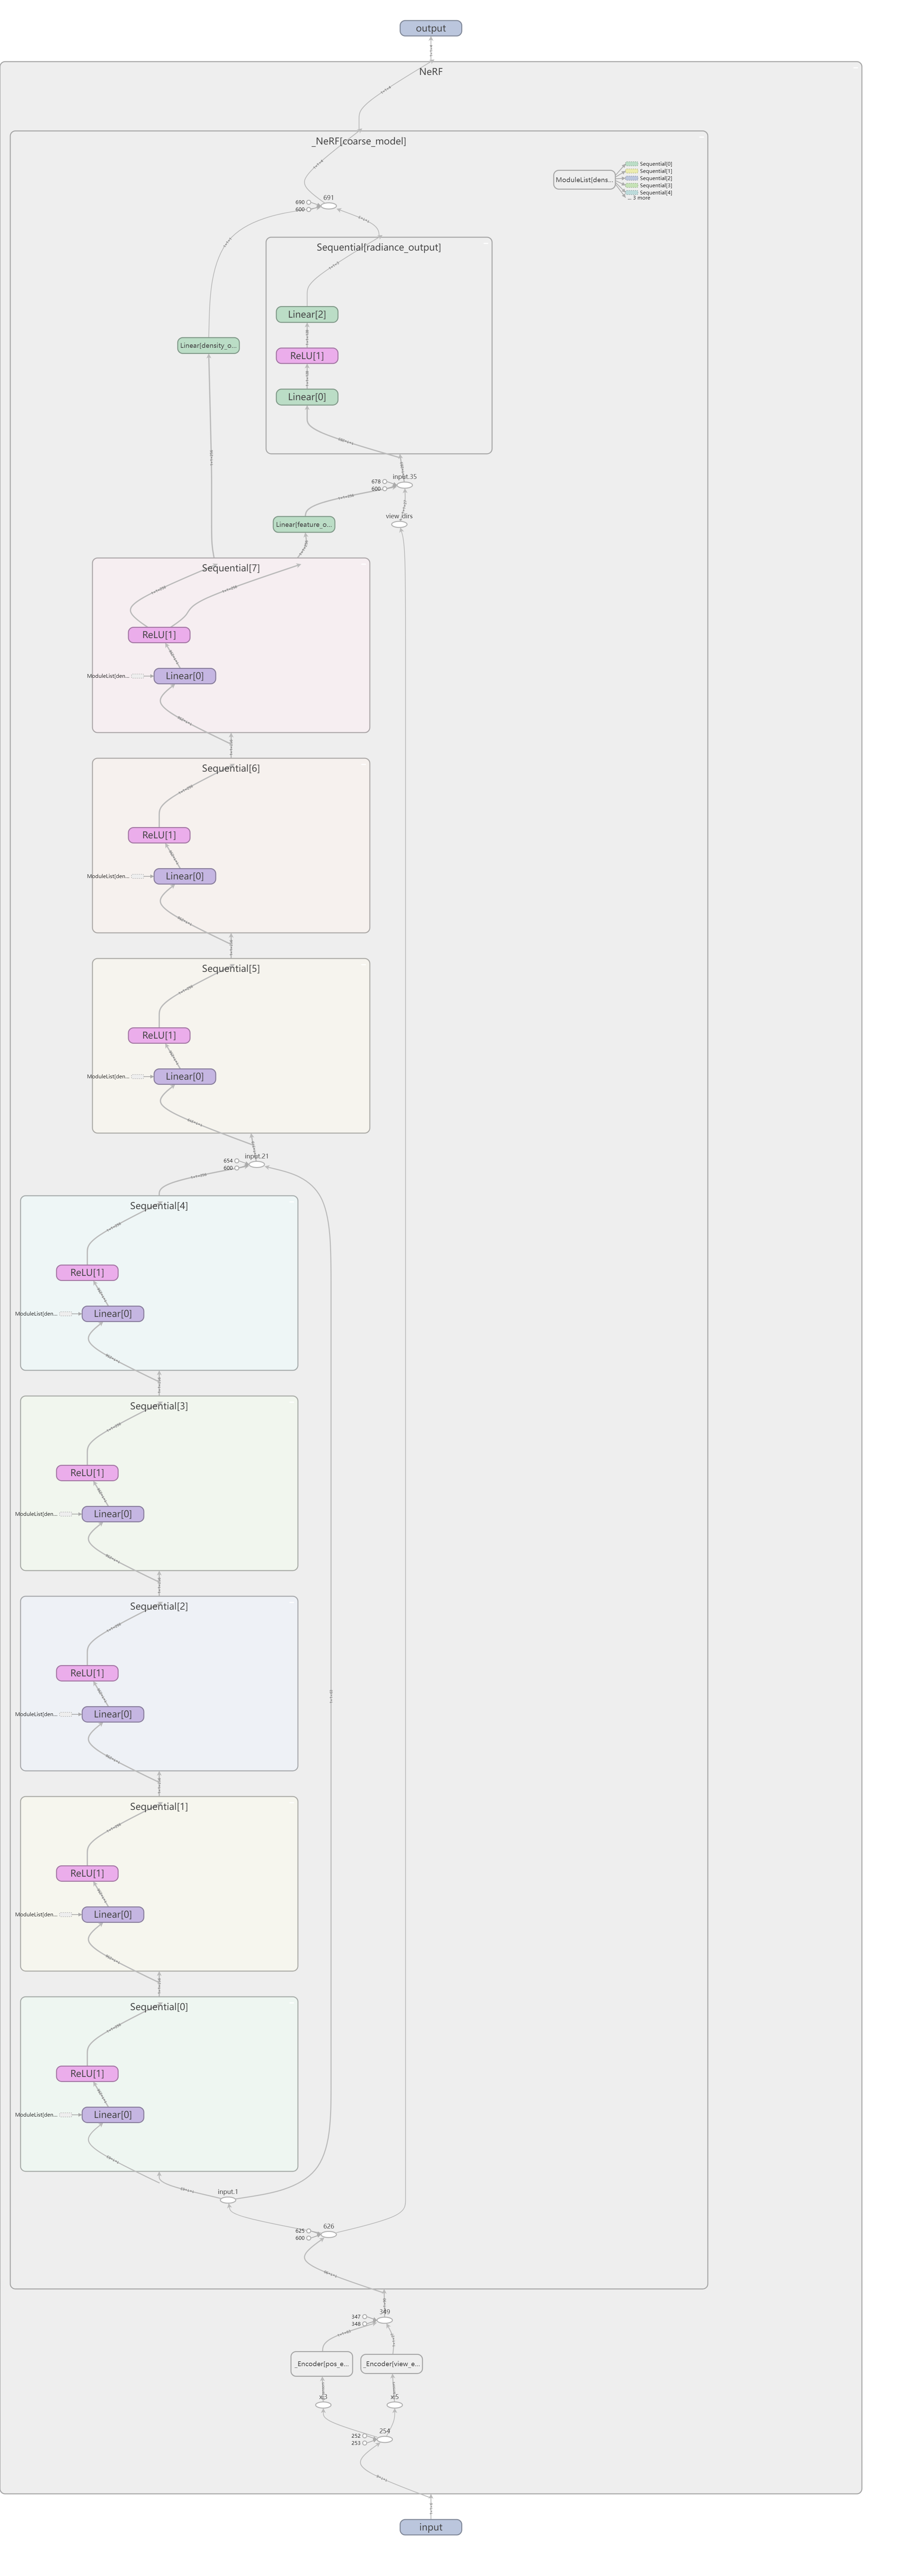 output
NeRF
_NeRF[coarse_model]
Sequential[0]
Sequential[1]
ModuleList[dens...
Sequential[2]
Sequential[3]
Sequential[4]
... 3 more
691
690
600
Sequential[radiance_output]
Linear[2]
Linear[density_o...
ReLU[1]
Linear[0]
input.35
678
600
view_dirs
Linear[feature_o...
Sequential[7]
ReLU[1]
ModuleList[den...
Linear[0]
Sequential[6]
ReLU[1]
ModuleList[den...
Linear[0]
Sequential[5]
ReLU[1]
ModuleList[den...
Linear[0]
input.21
654
600
Sequential[4]
ReLU[1]
ModuleList[den...
Linear[0]
Sequential[3]
ReLU[1]
ModuleList[den...
Linear[0]
Sequential[2]
ReLU[1]
ModuleList[den...
Linear[0]
Sequential[1]
ReLU[1]
ModuleList[den...
Linear[0]
Sequential[0]
ReLU[1]
ModuleList[den...
Linear[0]
input.1
626
625
600
349
347
348
_Encoder[pos_e...
_Encoder[view_e...
x.3
x.5
254
252
253
input